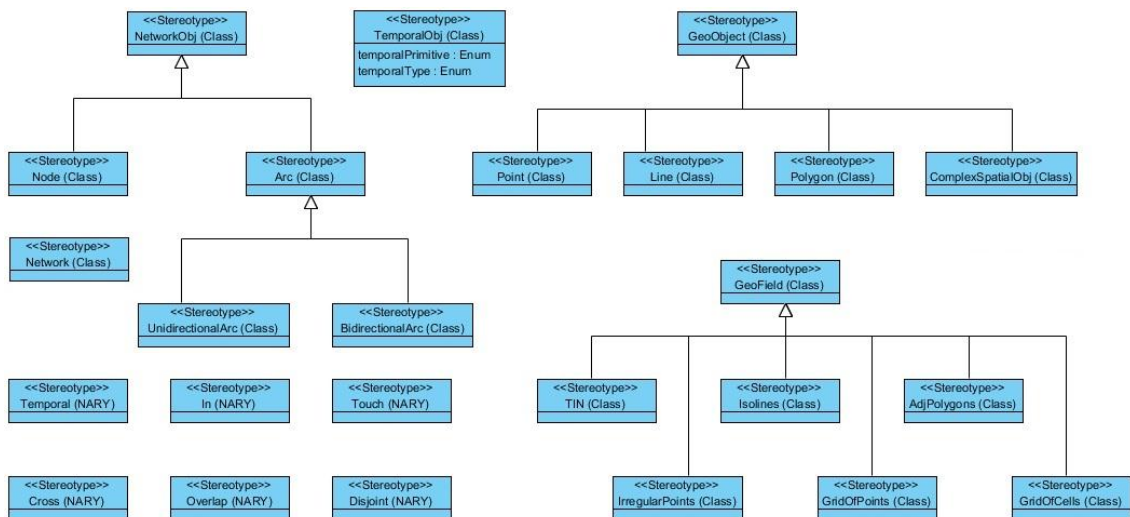 <<Stereotype>>
NetworkObj (Class)
<<Stereotype>>
TemporalObj (Class)
temporalPrimitive : Enum
temporalType : Enum
<<Stereotype>>
GeoObject (Class)
<<Stereotype>>
Node (Class)
<<Stereotype>>
Arc (Class)
<<Stereotype>>
Point (Class)
<<Stereotype>>
Line (Class)
<<Stereotype>>
Polygon (Class)
<<Stereotype>>
ComplexSpatialObj (Class)
<<Stereotype>>
Network (Class)
<<Stereotype>>
GeoField (Class)
<<Stereotype>>
UnidirectionalArc (Class)
<<Stereotype>>
BidirectionalArc (Class)
<<Stereotype>>
Temporal (NARY)
<<Stereotype>>
In (NARY)
<<Stereotype>>
Touch (NARY)
<<Stereotype>>
TIN (Class)
<<Stereotype>>
Isolines (Class)
<<Stereotype>>
AdjPolygons (Class)
<<Stereotype>>
Cross (NARY)
<<Stereotype>>
Overlap (NARY)
<<Stereotype>>
Disjoint (NARY)
<<Stereotype>>
IrregularPoints (Class)
<<Stereotype>>
GridOfPoints (Class)
<<Stereotype>>
GridOfCells (Class)